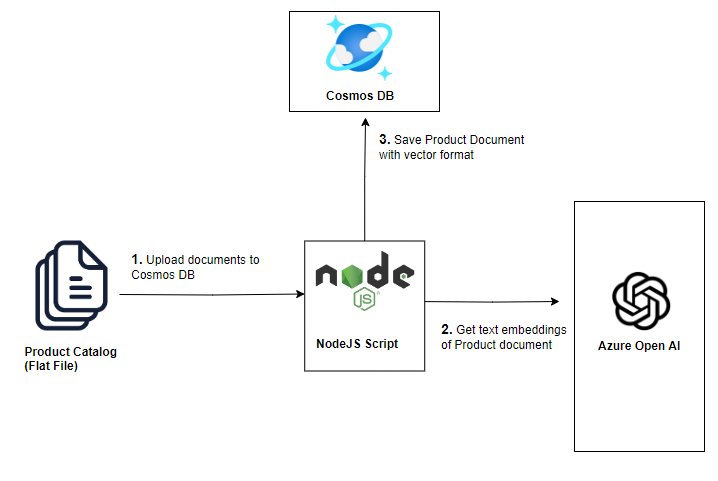 Cosmos DB
3. Save Product Document
with vector format
1. Upload documents to
Cosmos DB
node
JS
NodeJS Script
2. Get text embeddings
of Product document
Azure Open AI
Product Catalog
(Flat File)